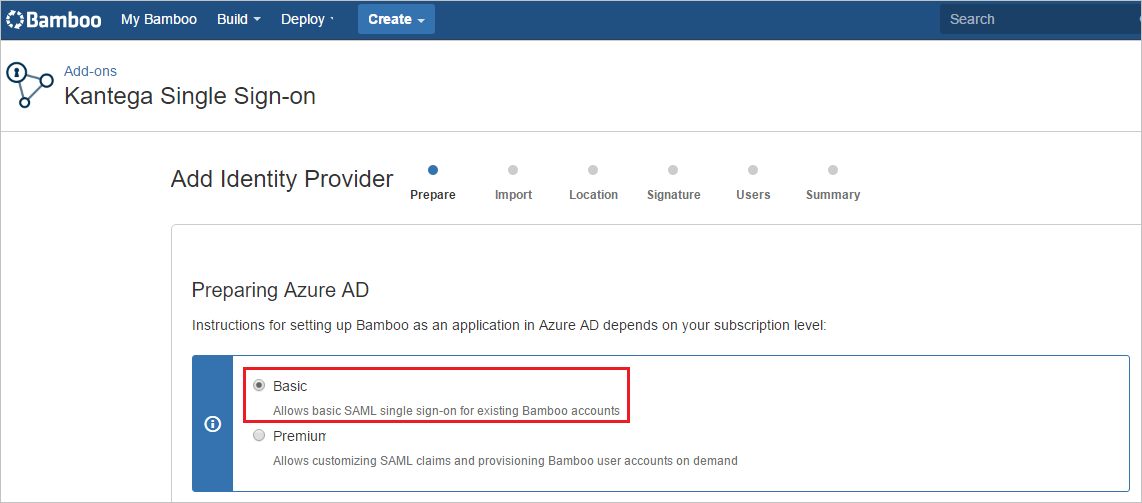 Bamboo My Bamboo Build Deploy Create Search
Add-ons
Kantega Single Sign-on
Add Identity Provider
Prepare Import Location Signature Users Summary
Preparing Azure AD
Instructions for setting up Bamboo as an application in Azure AD depends on your subscription level:
Basic
Allows basic SAML single sign-on for existing Bamboo accounts
Premium
Allows customizing SAML claims and provisioning Bamboo user accounts on demand